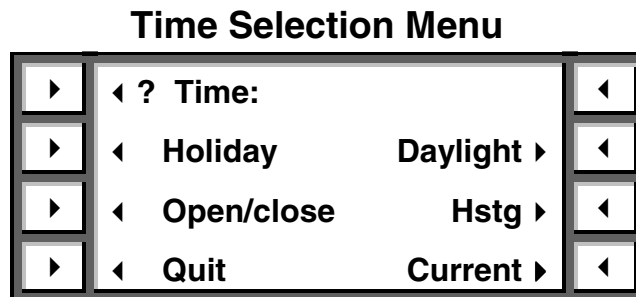 Time Selection Menu
? Time:
Holiday Daylight
Open/close Hstg
Quit Current